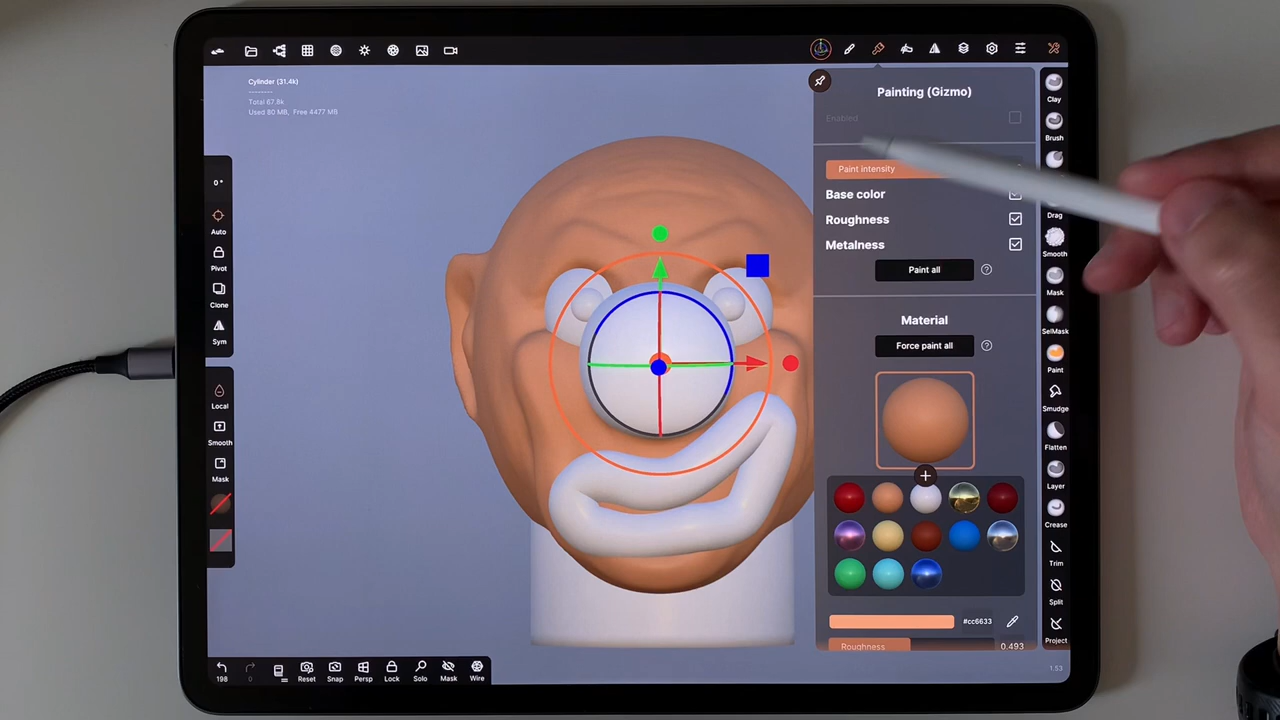 Cylinder (31.4k)
--------
Total 67.8k
Used 80 MB, Free 4477 MB
0°
Auto
Pivot
Clone
Sym
Local
Smooth
Mask
Painting (Gizmo)
Enabled
Paint intensity
Base color
Roughness
Metalness
Paint all
?
Material
Force paint all
?
+
#cc6633
Roughness
0.493
Clay
Brush
Drag
Smooth
Mask
SelMask
Paint
Smudge
Flatten
Layer
Crease
Trim
Split
Project
198
0
Reset
Snap
Persp
Lock
Solo
Mask
Wire
1.53